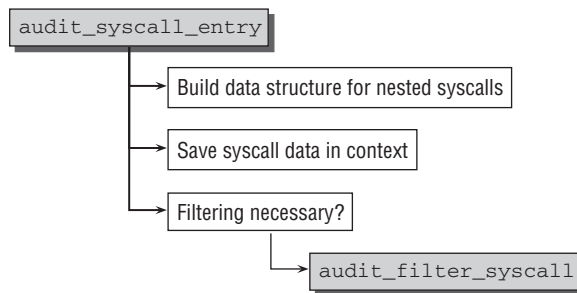 audit_syscall_entry
Build data structure for nested syscalls
Save syscall data in context
Filtering necessary?
audit_filter_syscall